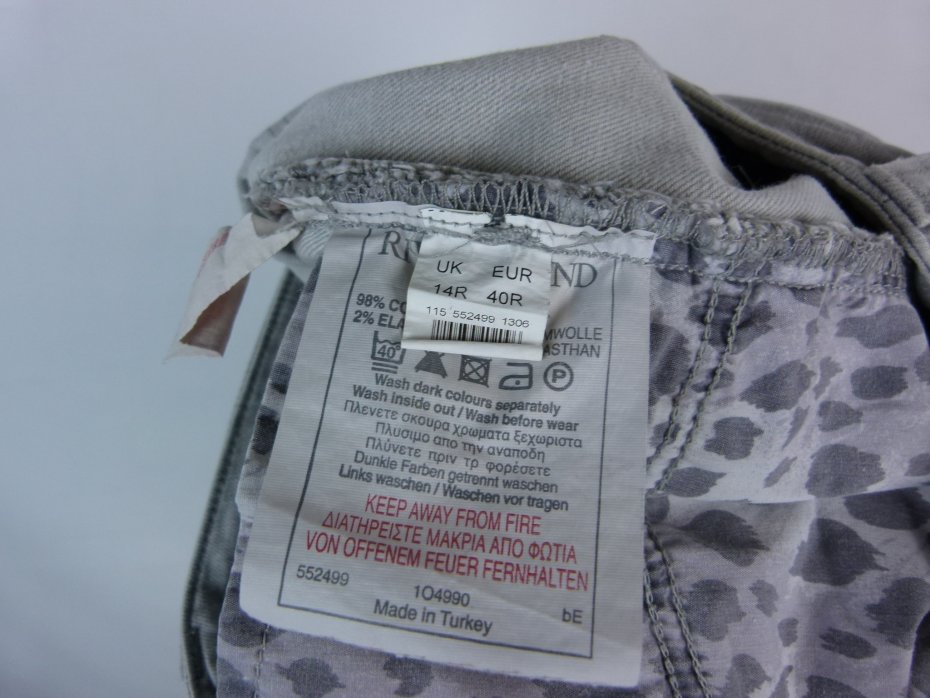 UK EUR
14R 40R
115 552499 1306
ND
98%
2%
MWOLLE
ASTHAN
40
P
Wash dark colours separately
Wash inside out / Wash before wear
Πλενετε σκουρα χρωματα ξεχωριστα
Πλυσιμο απο την αναποδη
Πλύνετε πριν τρ φορέσετε
Dunkle Farben getrennt waschen
Links waschen / Waschen vor tragen
KEEP AWAY FROM FIRE
ΔΙΑΤΗΡΕΙΣΤΕ ΜΑΚΡΙΑ ΑΠΟ ΦΩΤΙΑ
VON OFFENEM FEUER FERNHALTEN
552499
1O4990
bE
Made in Turkey